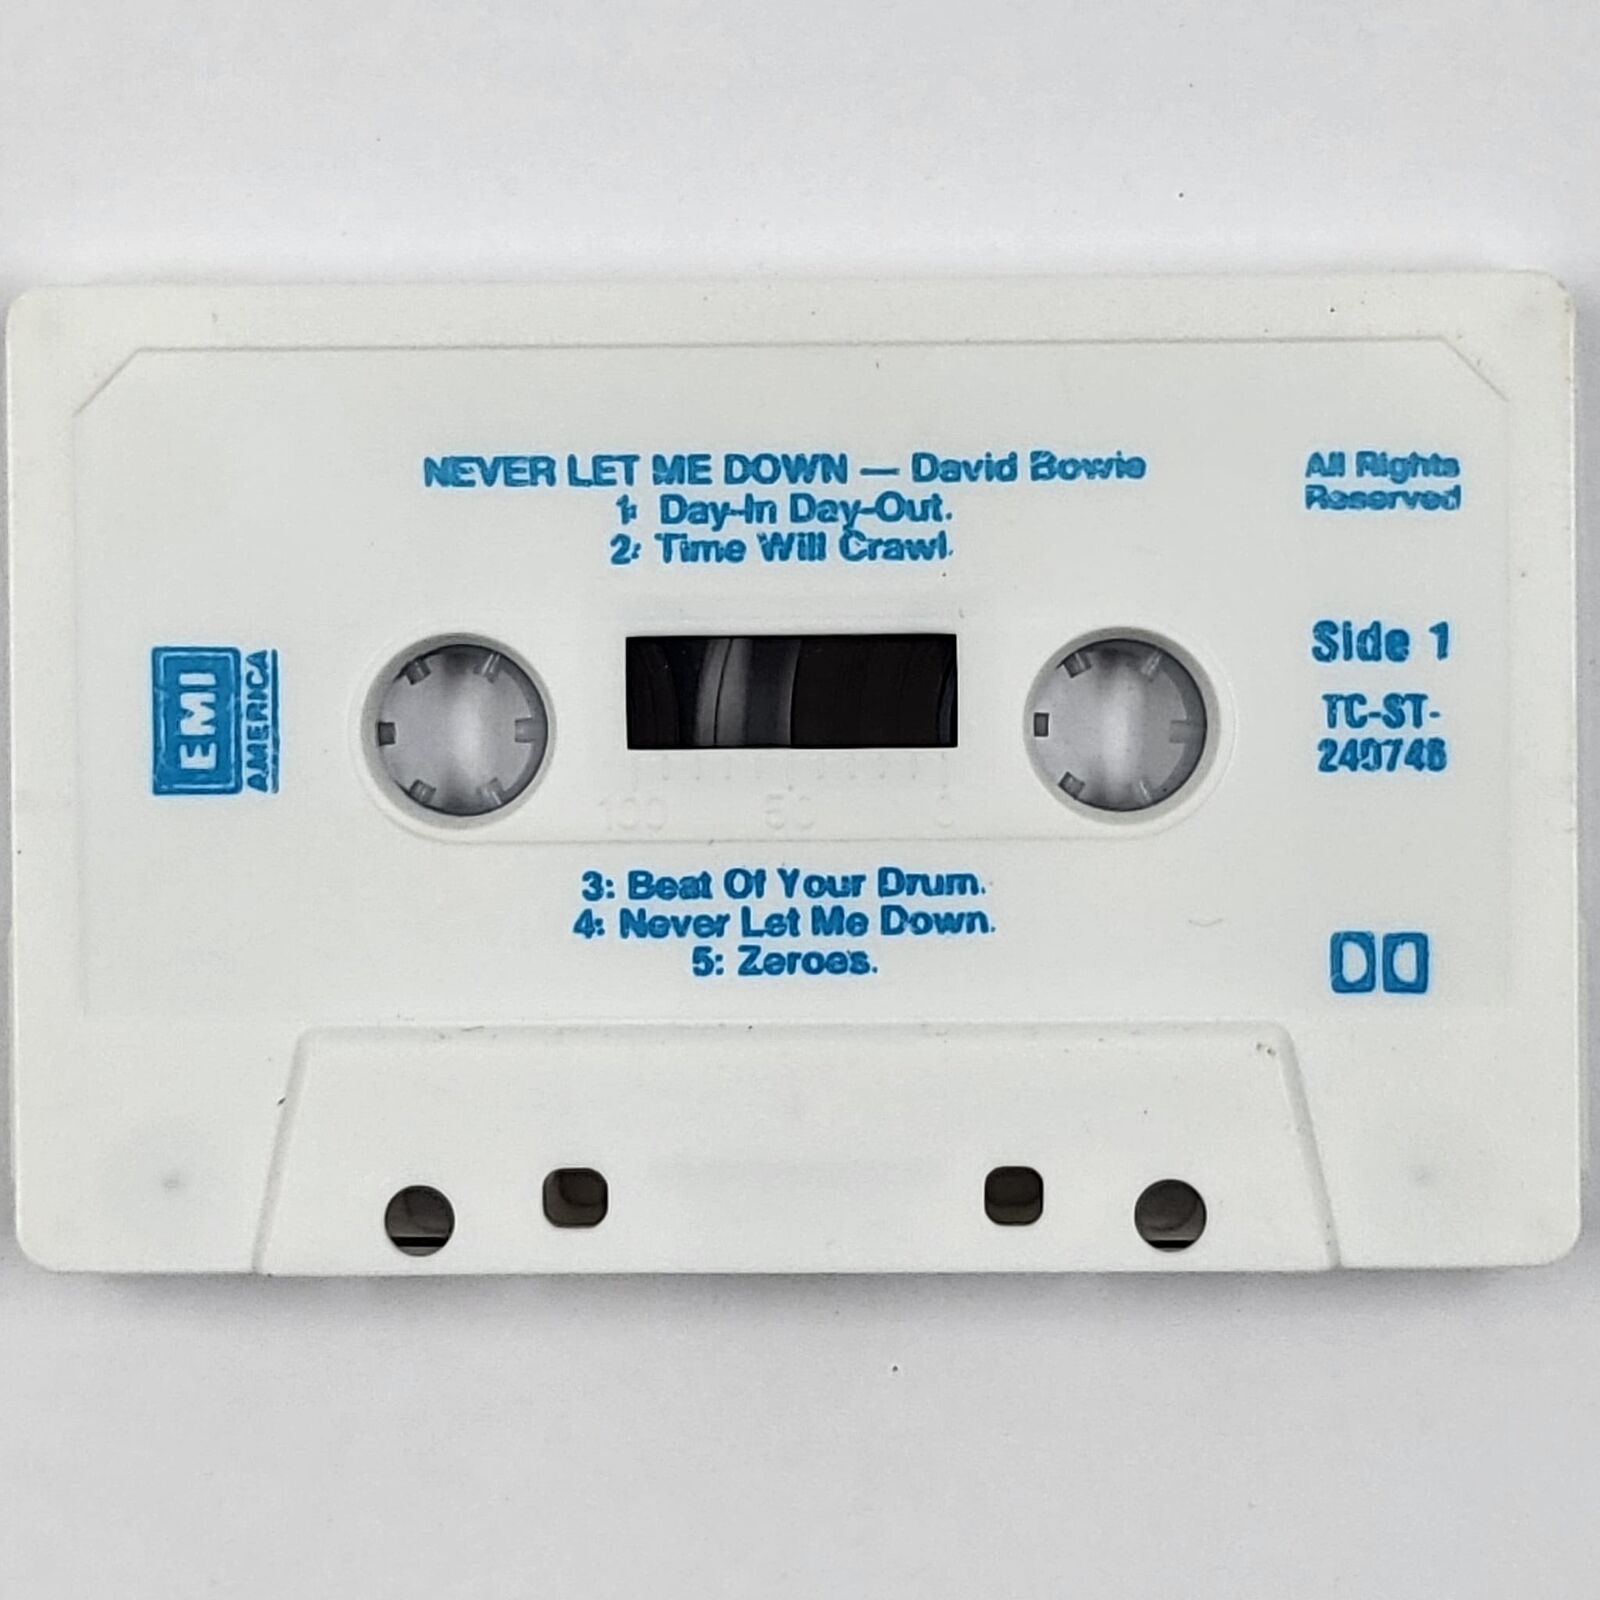 NEVER LET ME DOWN — David Bowie
1: Day-In Day-Out.
2: Time Will Crawl.
All Rights
Reserved
EMI
AMERICA
Side 1
TC-ST-
240746
100 50 0
3: Beat Of Your Drum.
4: Never Let Me Down.
5: Zeroes.